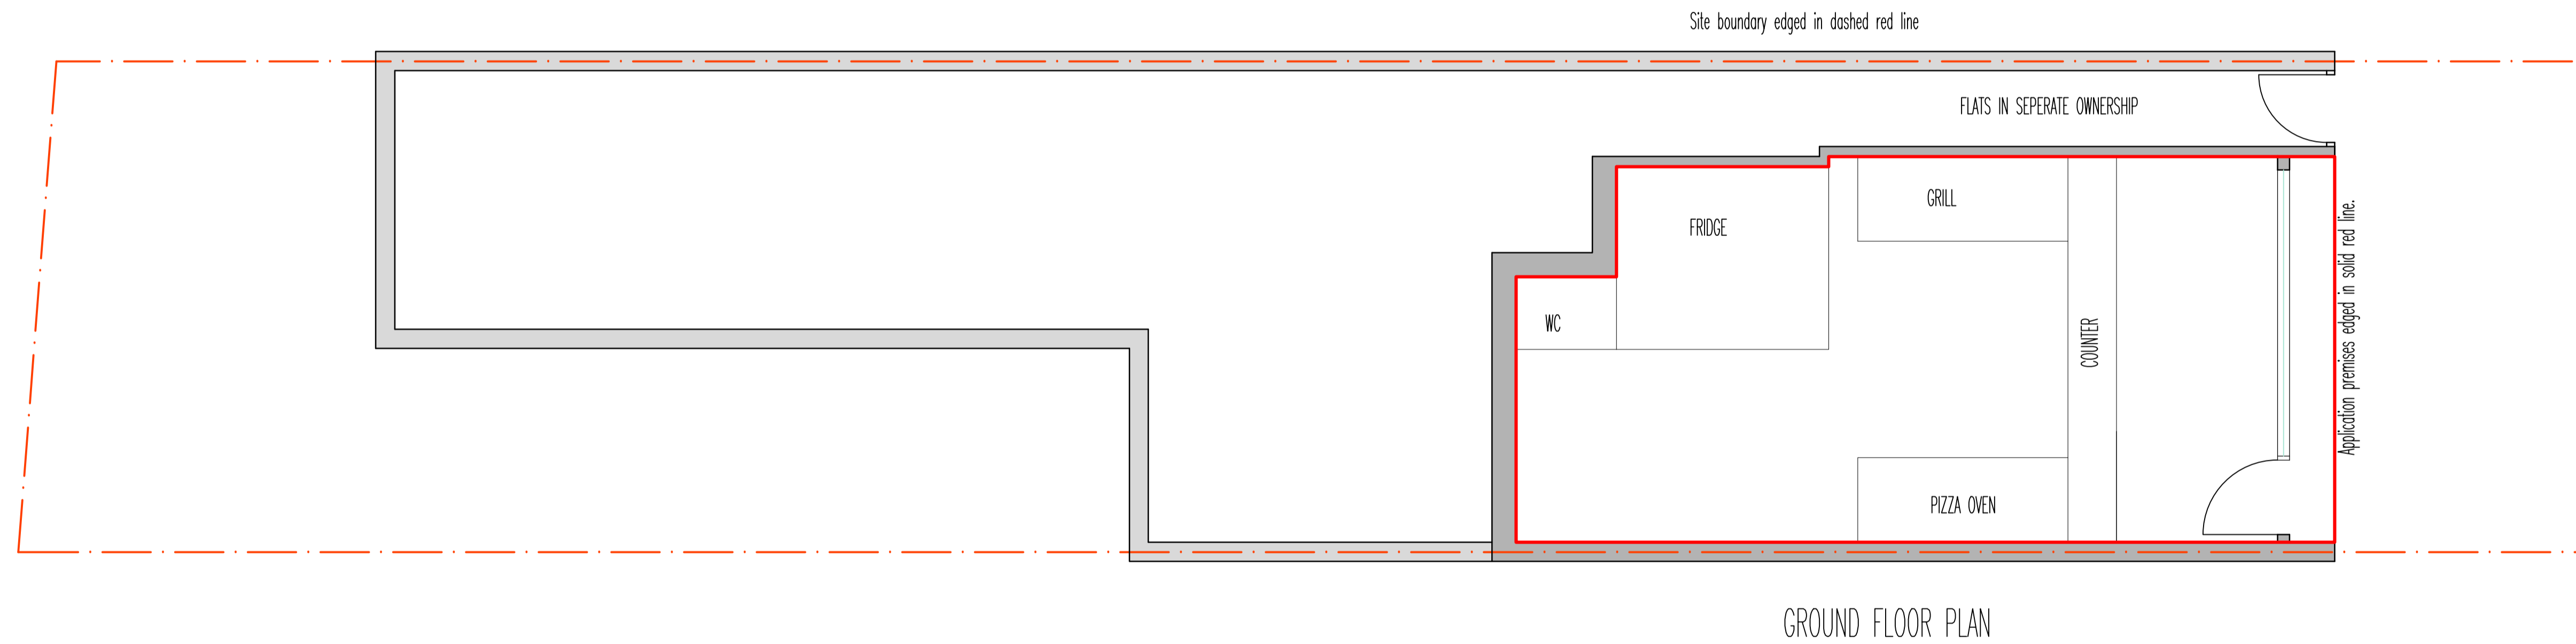 Site boundary edged in dashed red line
FLATS IN SEPERATE OWNERSHIP
GRILL
FRIDGE
WC
COUNTER
Application premises edged in solid red line.
PIZZA OVEN
GROUND FLOOR PLAN